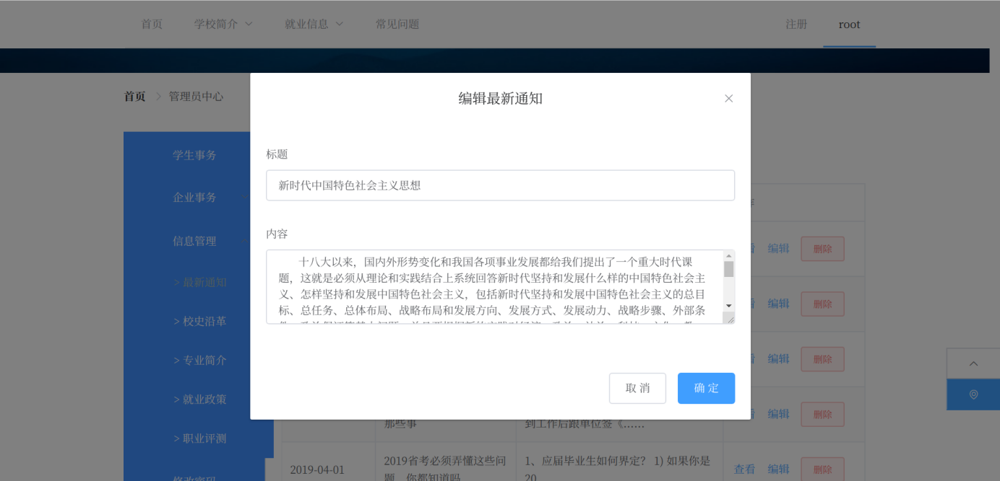 首页 学校简介 就业信息 常见问题 注册 root
首页 > 管理员中心
编辑最新通知
标题
新时代中国特色社会主义思想
内容
十八大以来，国内外形势变化和我国各项事业发展都给我们提出了一个重大时代课
题，这就是必须从理论和实践结合上系统回答新时代坚持和发展什么样的中国特色社会主
义、怎样坚持和发展中国特色社会主义，包括新时代坚持和发展中国特色社会主义的总目
标、总任务、总体布局、战略布局和发展方向、发展方式、发展动力、战略步骤、外部条
取 消 确 定
学生事务
企业事务
信息管理
> 最新通知
> 校史沿革
> 专业简介
> 就业政策
> 职业评测
修改密码
编辑 删除
编辑 删除
编辑 删除
那些事 到工作后跟单位签《...... 编辑 删除
2019-04-01 2019省考必须弄懂这些问 1、应届毕业生如何界定？ 1) 如果你是 查看 编辑 删除
题，你都知道吗 20